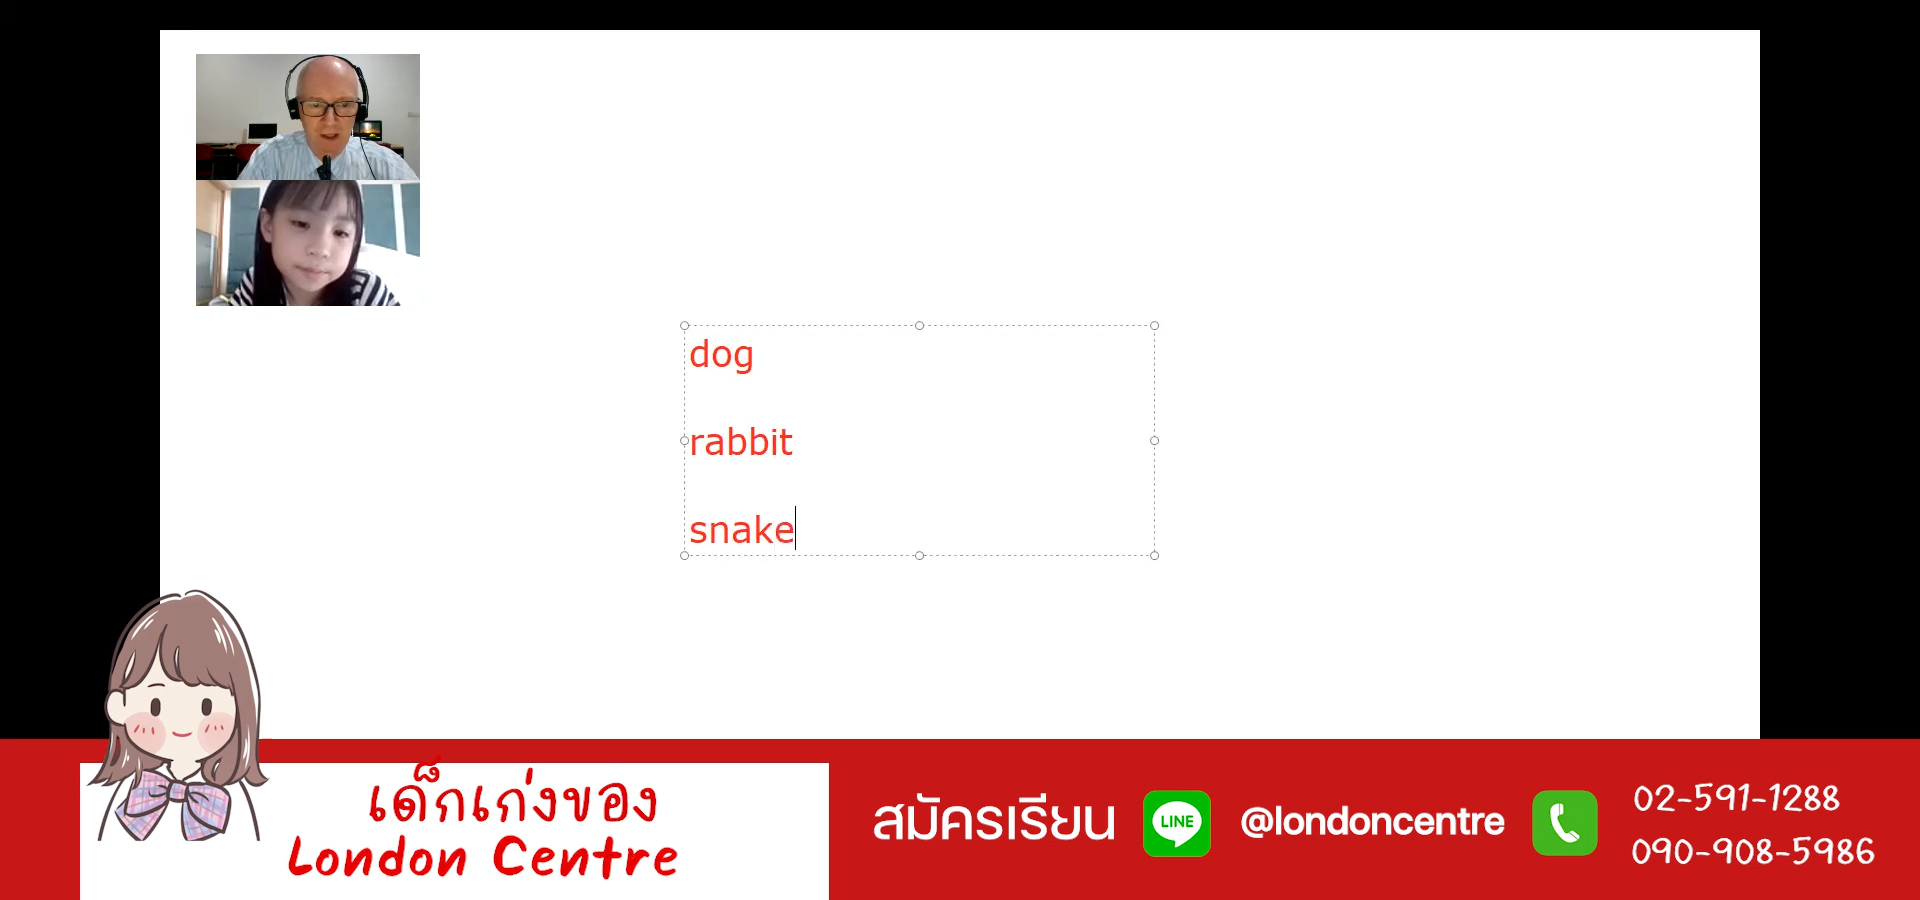 dog
rabbit
snake
เด็กเก่งของ
London Centre
สมัครเรียน
LINE
@londoncentre
02-591-1288
090-908-5986